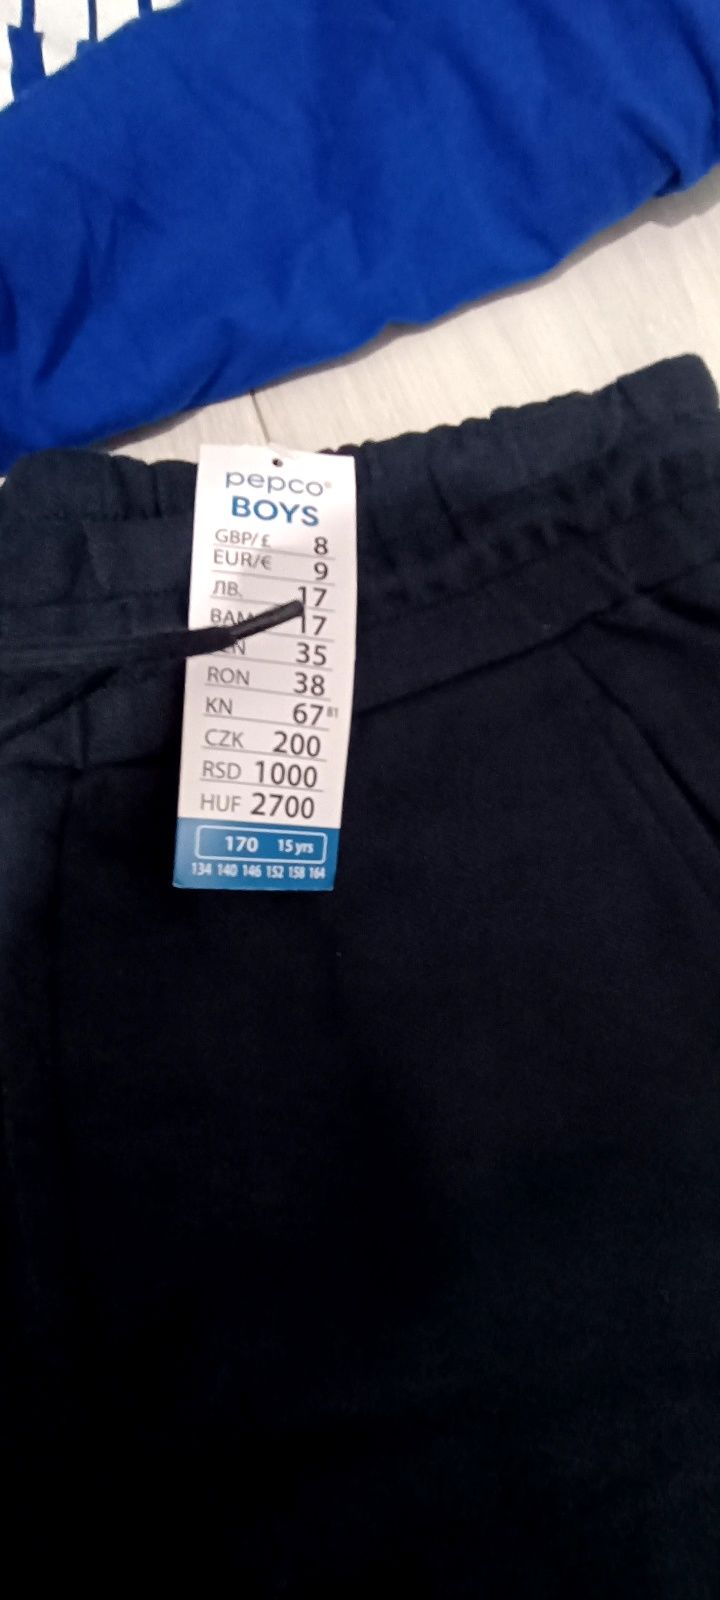 pepco®
BOYS
GBP/£ 8
EUR/€ 9
ЛВ. 17
BAM 17
35
RON 38
KN 67 81
CZK 200
RSD 1000
HUF 2700
170 15 yrs
134 140 146 152 158 164